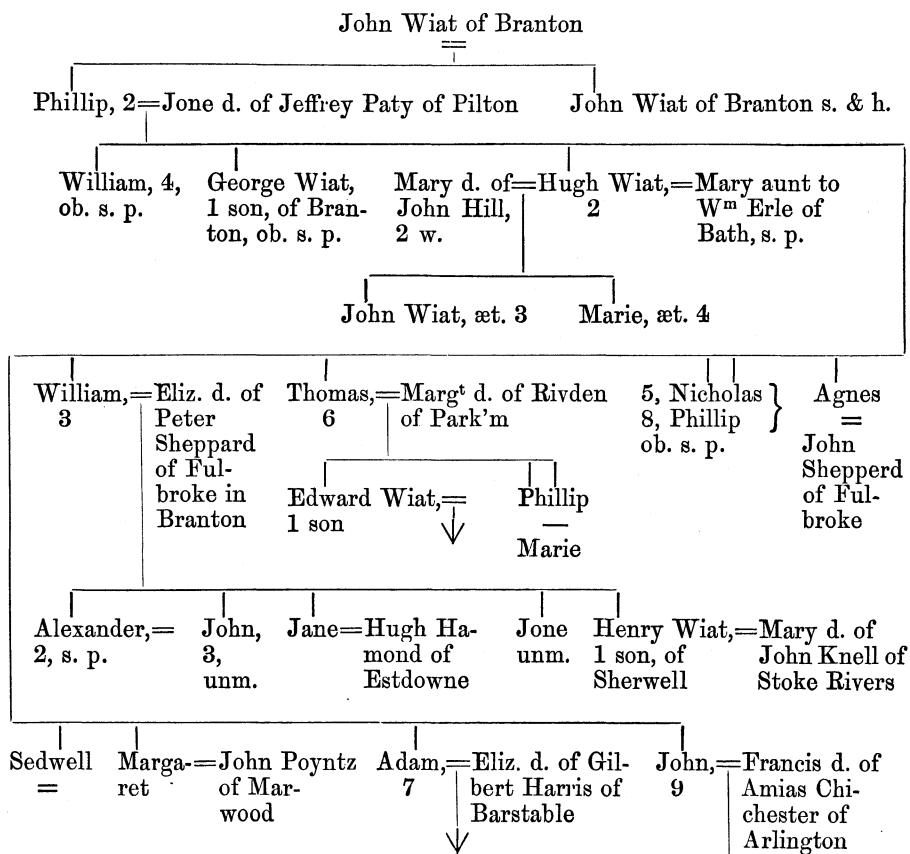 John Wiat of Branton
=
Phillip, 2=Jone d. of Jeffrey Paty of Pilton
John Wiat of Branton s. & h.
William, 4,
ob. s. p.
George Wiat,
1 son, of Bran-
ton, ob. s. p.
Mary d. of=Hugh Wiat,=Mary aunt to
John Hill,
2 w.
2
Wᵐ Erle of
Bath, s. p.
John Wiat, æt. 3
Marie, æt. 4
William,=
3
Eliz. d. of
Peter
Sheppard
of Ful-
broke in
Branton
Thomas,=
6
Margᵗ d. of Rivden
of Park'm
5, Nicholas
8, Phillip
ob. s. p.
Agnes
=
John
Shepperd
of Ful-
broke
Edward Wiat,=
1 son
Phillip
—
Marie
Alexander,=
2, s. p.
John,
3,
unm.
Jane=Hugh Ha-
mond of
Estdowne
Jone
unm.
Henry Wiat,=
1 son, of
Sherwell
Mary d. of
John Knell of
Stoke Rivers
Sedwell
=
Marga-=
ret
John Poyntz
of Mar-
wood
Adam,=
7
Eliz. d. of Gil-
bert Harris of
Barstable
John,=
9
Francis d. of
Amias Chi-
chester of
Arlington